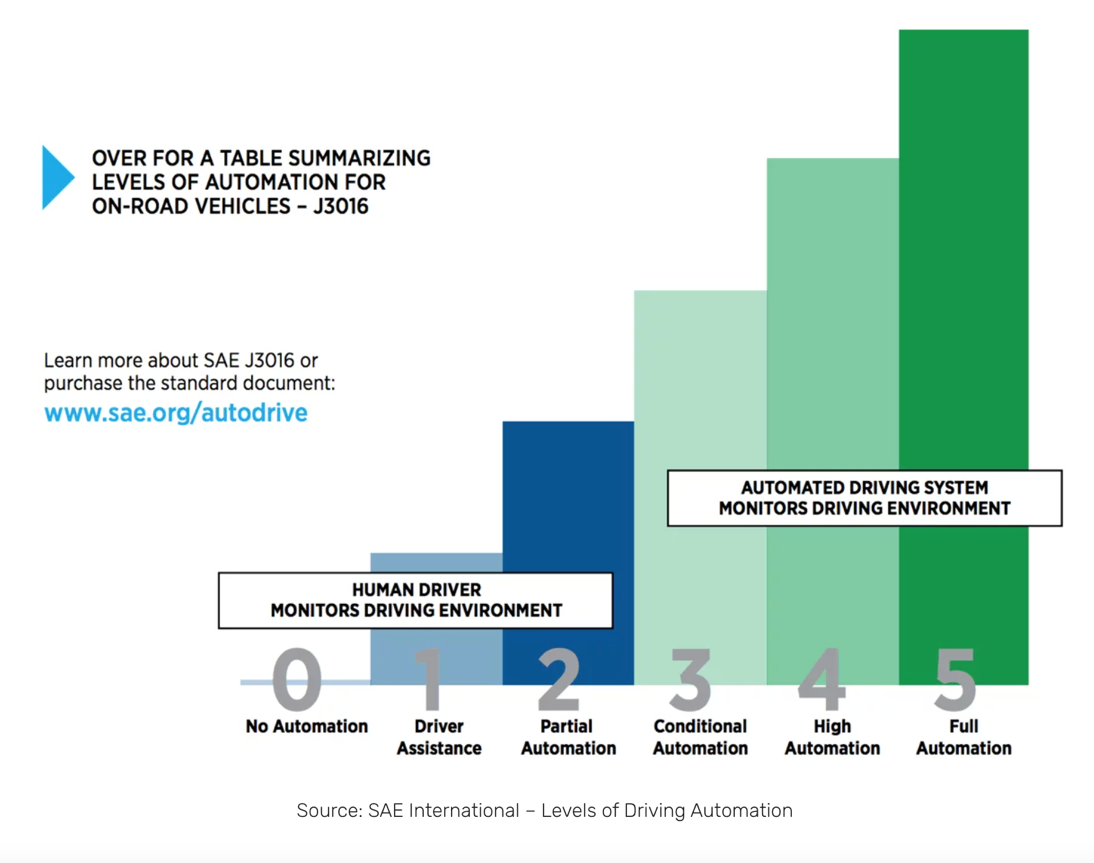 OVER FOR A TABLE SUMMARIZING
LEVELS OF AUTOMATION FOR
ON-ROAD VEHICLES – J3016
Learn more about SAE J3016 or
purchase the standard document:
www.sae.org/autodrive
AUTOMATED DRIVING SYSTEM
MONITORS DRIVING ENVIRONMENT
HUMAN DRIVER
MONITORS DRIVING ENVIRONMENT
0
No Automation
1
Driver
Assistance
2
Partial
Automation
3
Conditional
Automation
4
High
Automation
5
Full
Automation
Source: SAE International – Levels of Driving Automation